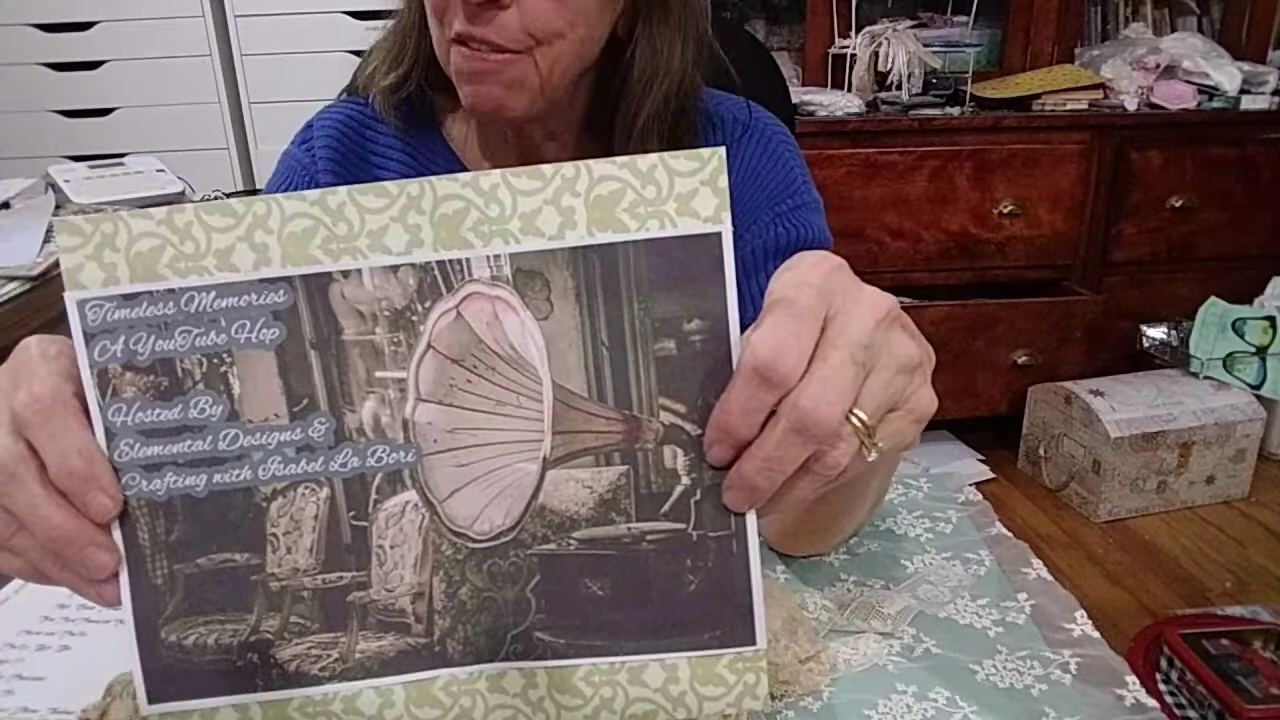 Timeless Memories
A YouTube Hop
Hosted By
Elemental Designs &
Crafting with Isabel La Bori